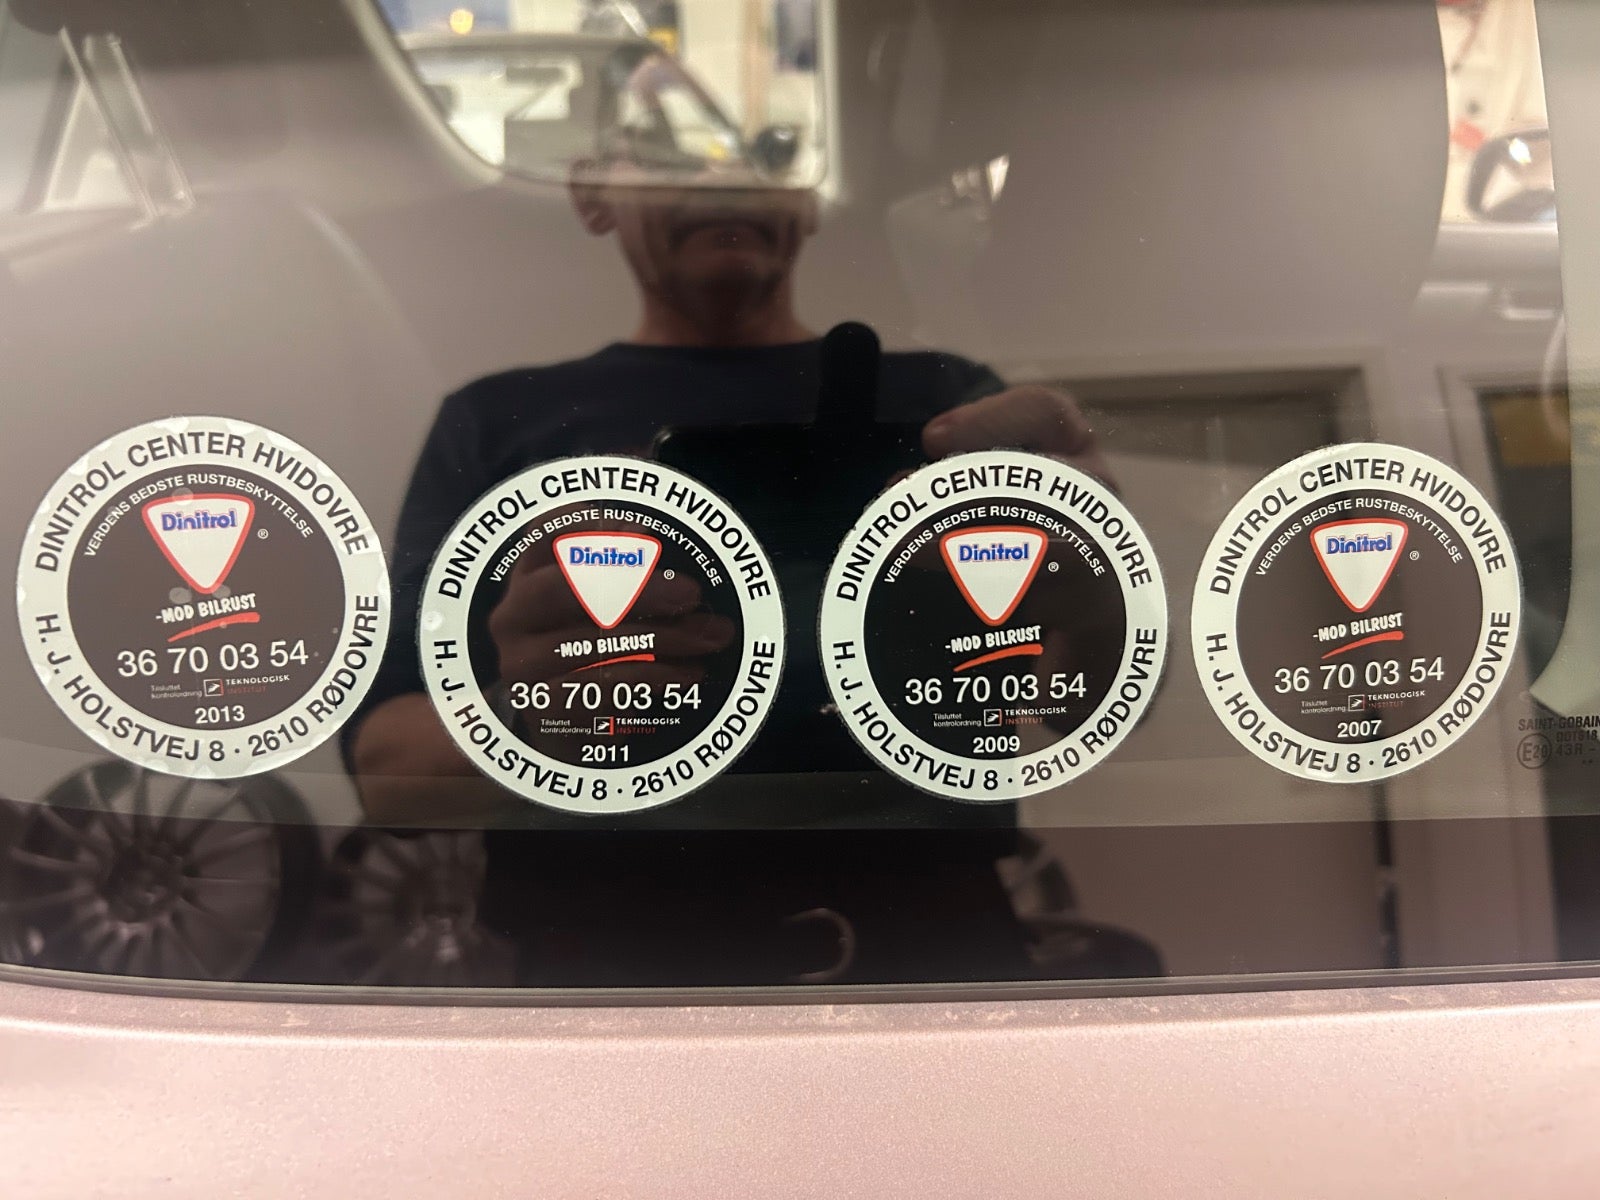 DINITROL CENTER HVIDOVRE
VERDENS BEDSTE RUSTBESKYTTELSE
Dinitrol ®
-MOD BILRUST
36 70 03 54
Tilsluttet
kontrolordning
TEKNOLOGISK
INSTITUT
2013
H. J. HOLSTVEJ 8 · 2610 RØDOVRE
DINITROL CENTER HVIDOVRE
VERDENS BEDSTE RUSTBESKYTTELSE
Dinitrol ®
-MOD BILRUST
36 70 03 54
Tilsluttet
kontrolordning
TEKNOLOGISK
INSTITUT
2011
H. J. HOLSTVEJ 8 · 2610 RØDOVRE
DINITROL CENTER HVIDOVRE
VERDENS BEDSTE RUSTBESKYTTELSE
Dinitrol ®
-MOD BILRUST
36 70 03 54
Tilsluttet
kontrolordning
TEKNOLOGISK
INSTITUT
2009
H. J. HOLSTVEJ 8 · 2610 RØDOVRE
DINITROL CENTER HVIDOVRE
VERDENS BEDSTE RUSTBESKYTTELSE
Dinitrol ®
-MOD BILRUST
36 70 03 54
Tilsluttet
kontrolordning
TEKNOLOGISK
INSTITUT
2007
H. J. HOLSTVEJ 8 · 2610 RØDOVRE
SAINT-GOBAIN
E20 43R -